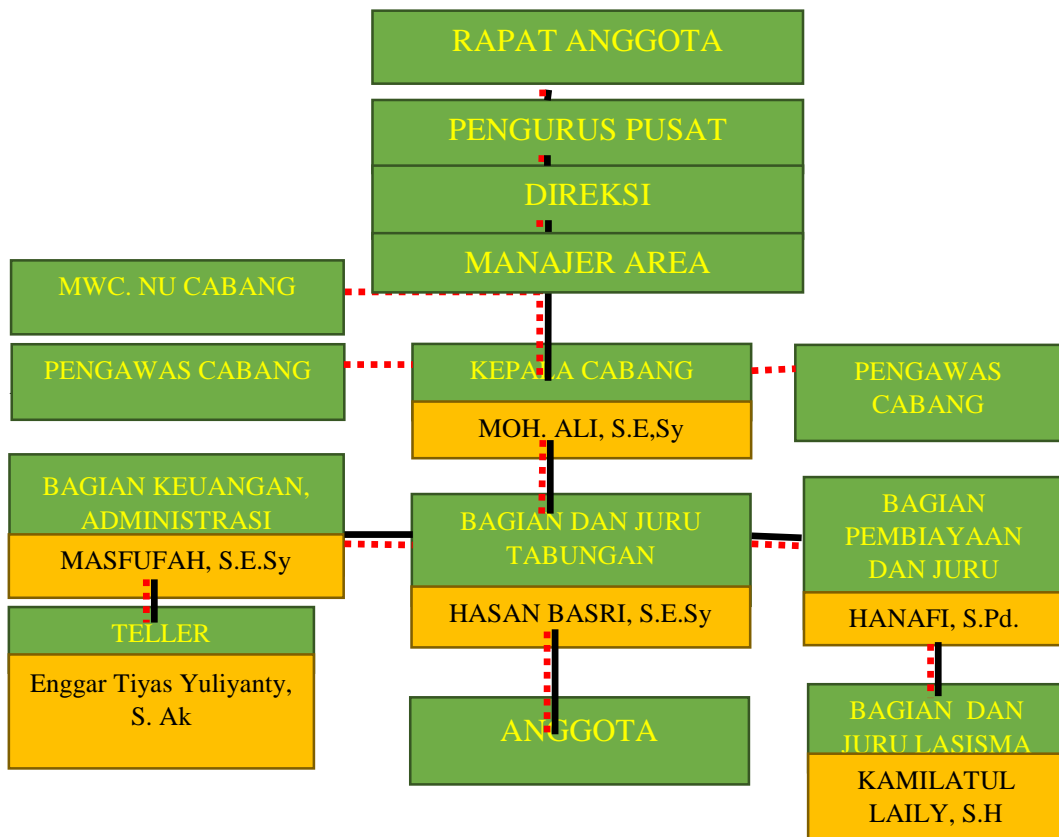 RAPAT ANGGOTA
PENGURUS PUSAT
DIREKSI
MANAJER AREA
MWC. NU CABANG
PENGAWAS CABANG
KEPALA CABANG
MOH. ALI, S.E,Sy
PENGAWAS
CABANG
BAGIAN KEUANGAN,
ADMINISTRASI
MASFUFAH, S.E.Sy
BAGIAN DAN JURU
TABUNGAN
HASAN BASRI, S.E.Sy
BAGIAN
PEMBIAYAAN
DAN JURU
HANAFI, S.Pd.
TELLER
Enggar Tiyas Yuliyanty,
S. Ak
ANGGOTA
BAGIAN DAN
JURU LASISMA
KAMILATUL
LAILY, S.H